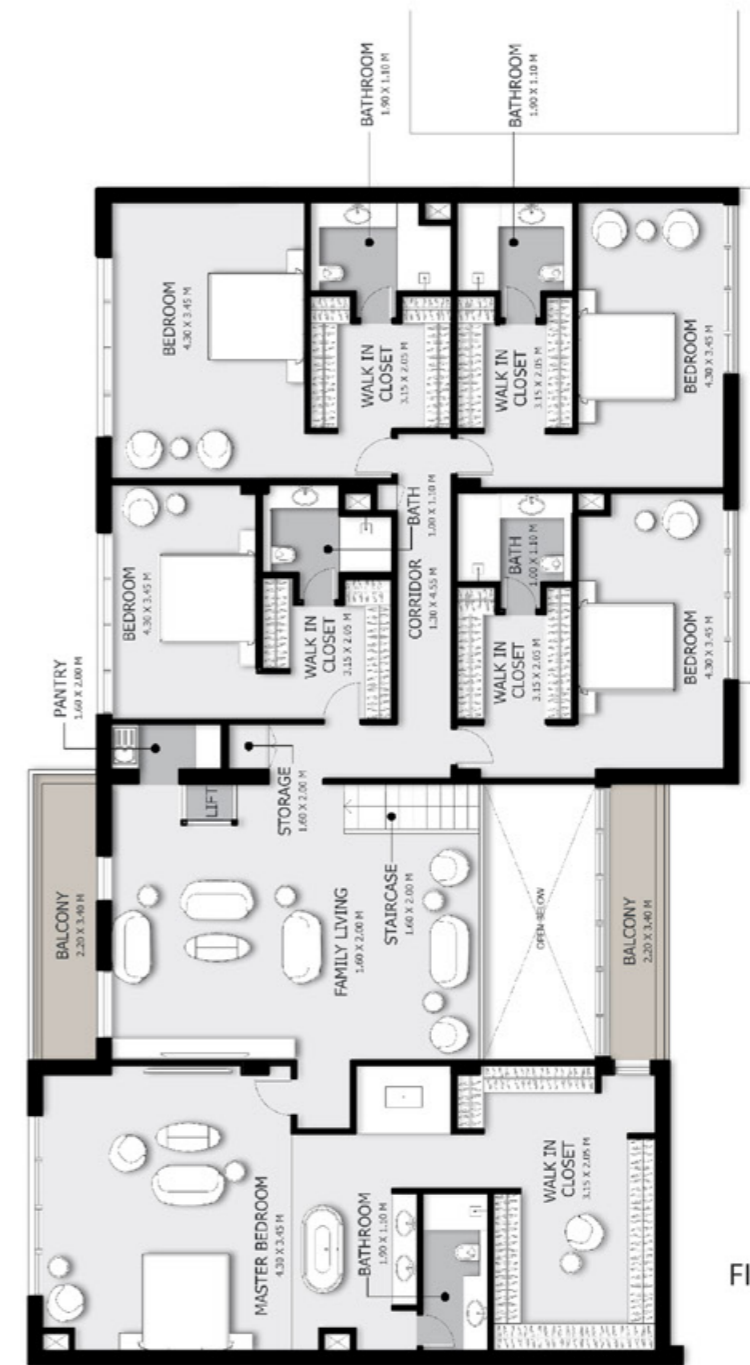 BATHROOM
1.90 X 1.10 M
BATHROOM
1.90 X 1.10 M
BEDROOM
4.30 X 3.45 M
WALK IN
CLOSET
3.15 X 2.05 M
WALK IN
CLOSET
3.15 X 2.05 M
BEDROOM
4.30 X 3.45 M
BEDROOM
4.30 X 3.45 M
WALK IN
CLOSET
3.15 X 2.05 M
BATH
1.00 X 1.10 M
CORRIDOR
1.30 X 4.55 M
BATH
1.00 X 1.10 M
WALK IN
CLOSET
3.15 X 2.05 M
BEDROOM
4.30 X 3.45 M
PANTRY
1.60 X 2.00 M
LIFT
STORAGE
1.60 X 2.00 M
STAIRCASE
1.60 X 2.00 M
BALCONY
2.20 X 3.40 M
FAMILY LIVING
1.60 X 2.00 M
OPEN BELOW
BALCONY
2.20 X 3.40 M
MASTER BEDROOM
4.30 X 3.45 M
BATHROOM
1.90 X 1.10 M
WALK IN
CLOSET
3.15 X 2.05 M